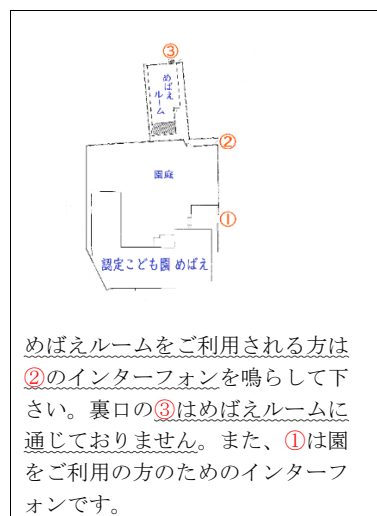 ③
めばえ
ルーム
②
園庭
①
認定こども園 めばえ
めばえルームをご利用される方は
②のインターフォンを鳴らして下
さい。裏口の③はめばえルームに
通じておりません。また、①は園
をご利用の方のためのインターフ
ォンです。